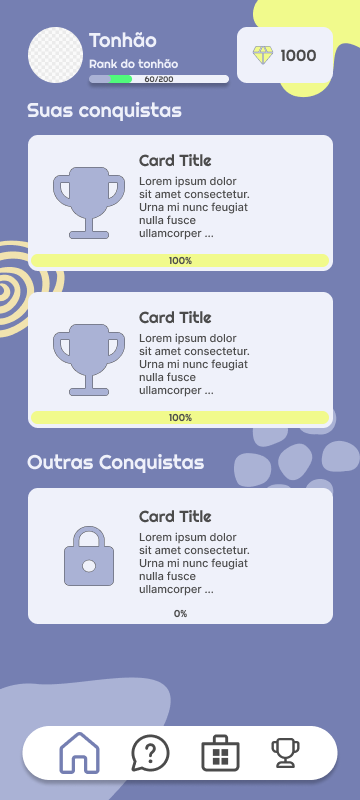 Tonhão
Rank do tonhão
60/200
1000
Suas conquistas
Card Title
Lorem ipsum dolor
sit amet consectetur.
Urna mi nunc feugiat
nulla fusce
ullamcorper ...
100%
Card Title
Lorem ipsum dolor
sit amet consectetur.
Urna mi nunc feugiat
nulla fusce
ullamcorper ...
100%
Outras Conquistas
Card Title
Lorem ipsum dolor
sit amet consectetur.
Urna mi nunc feugiat
nulla fusce
ullamcorper ...
0%